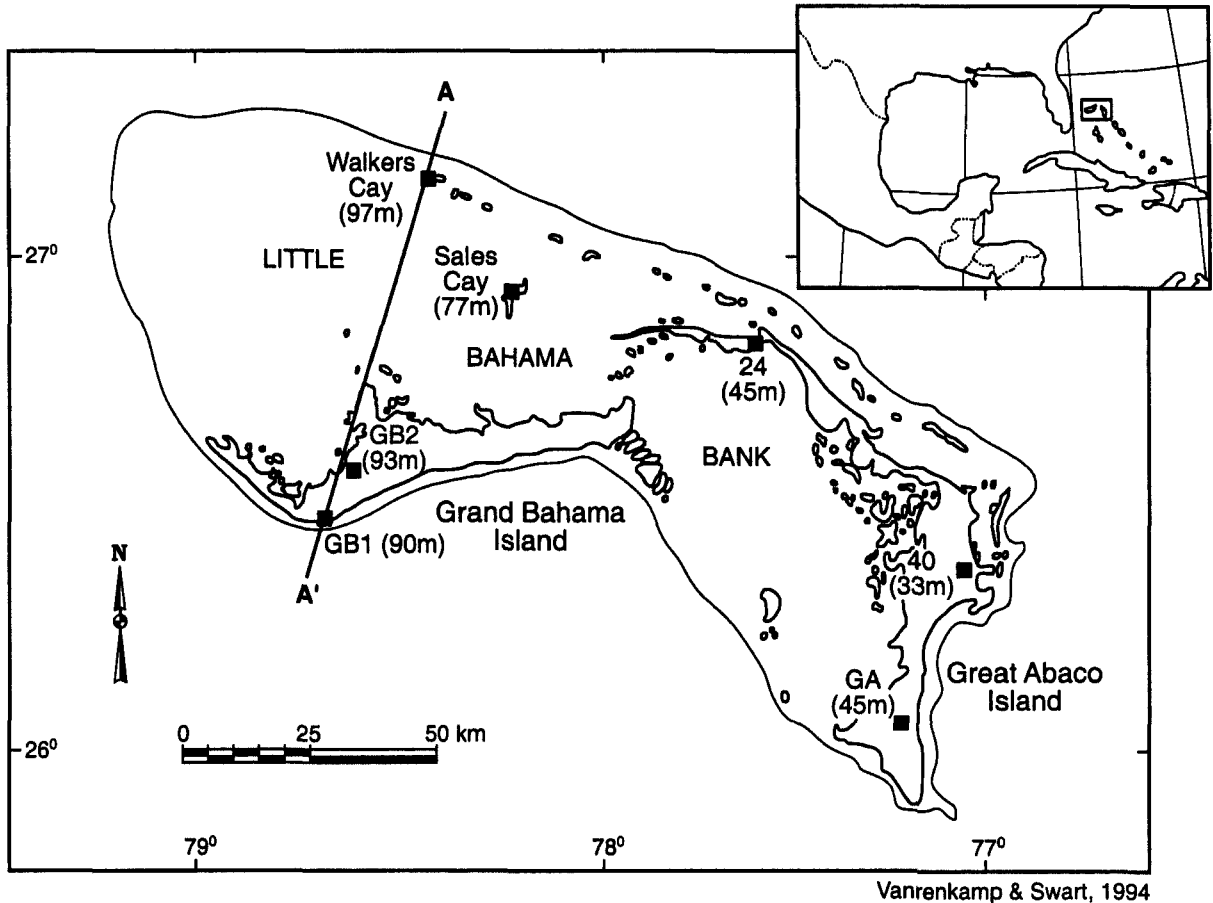 A
Walkers
Cay
(97m)
27⁰
LITTLE
Sales
Cay
(77m)
BAHAMA
24
(45m)
GB2
(93m)
BANK
Grand Bahama
Island
GB1 (90m)
N
A'
40
(33m)
GA
(45m)
Great Abaco
Island
0 25 50 km
26⁰
79⁰ 78⁰ 77⁰
Vanrenkamp & Swart, 1994